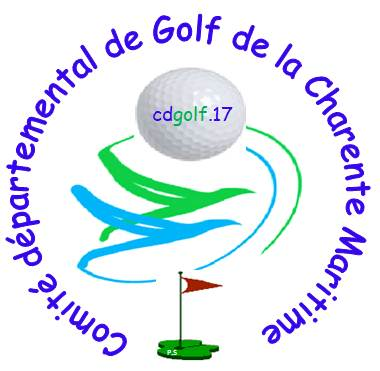 Comité départemental de Golf de la Charente Maritime
cdgolf.17
P.S